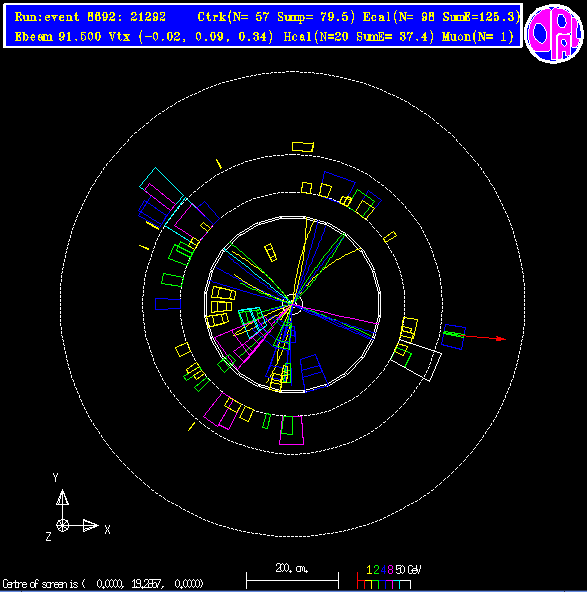 Run:event 8692: 21292 Ctrk(N= 57 Sump= 79.5) Ecal(N= 98 SumE=125.3)
Ebeam 91.500 Vtx (-0.02, 0.09, 0.34) Hcal(N=20 SumE= 37.4) Muon(N= 1)
OPAL
Y
X
Z
200. cm.
1 2 4 8 50 GeV
Centre of screen is ( 0.0000, 19.2857, 0.0000)